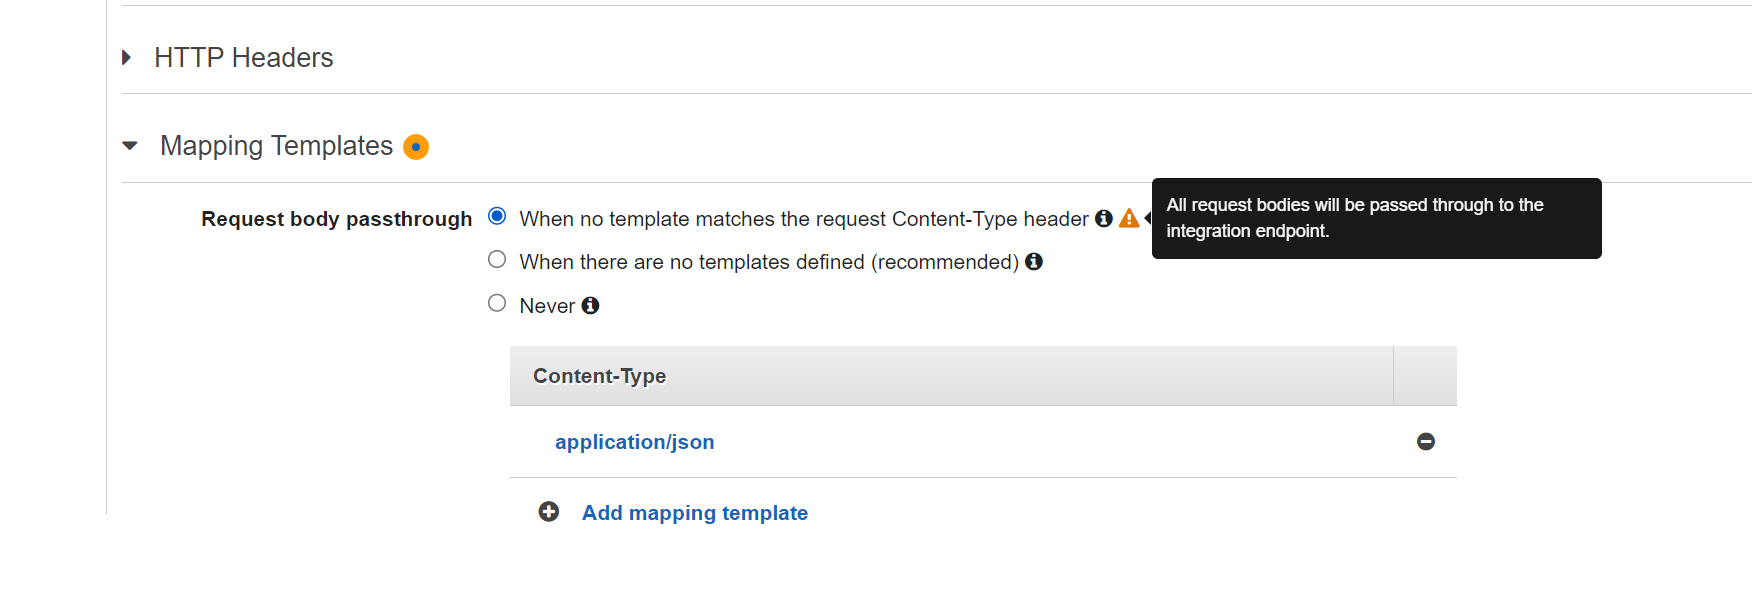 HTTP Headers
Mapping Templates
Request body passthrough
When no template matches the request Content-Type header
All request bodies will be passed through to the
integration endpoint.
When there are no templates defined (recommended)
Never
Content-Type
application/json
Add mapping template